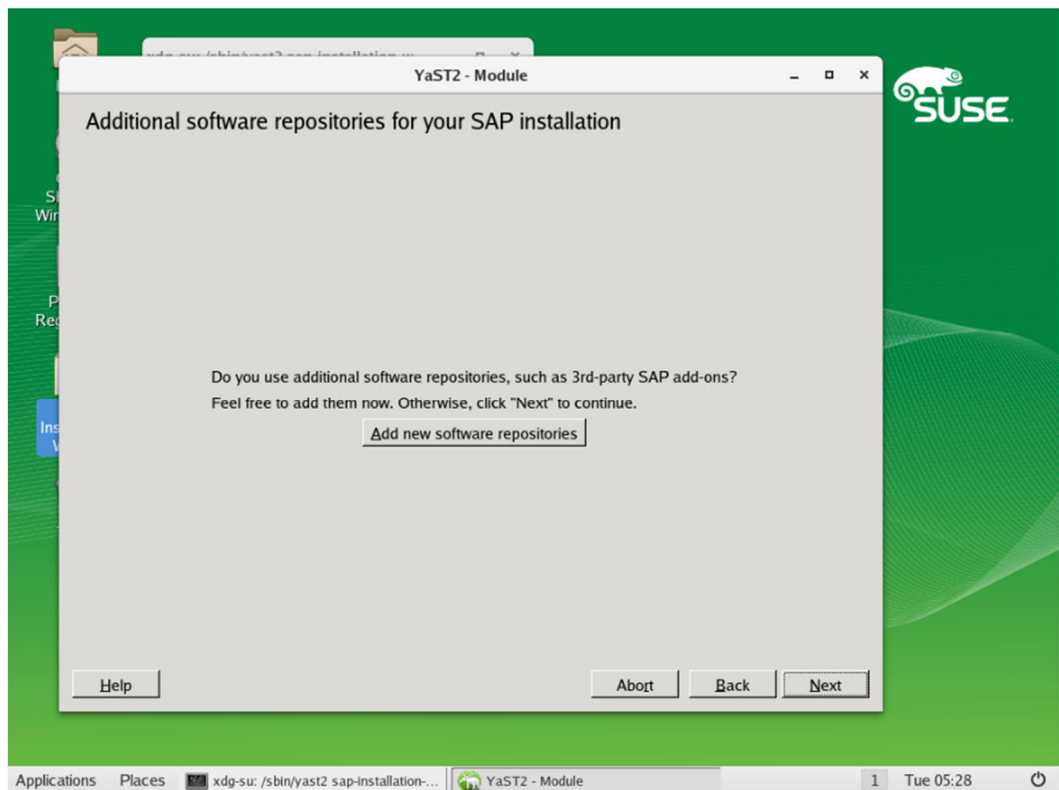 YaST2 - Module
SUSE
Additional software repositories for your SAP installation
Do you use additional software repositories, such as 3rd-party SAP add-ons?
Feel free to add them now. Otherwise, click "Next" to continue.
Add new software repositories
Help
Abort
Back
Next
Applications Places xdg-su: /sbin/yast2 sap-installation-... YaST2 - Module 1 Tue 05:28